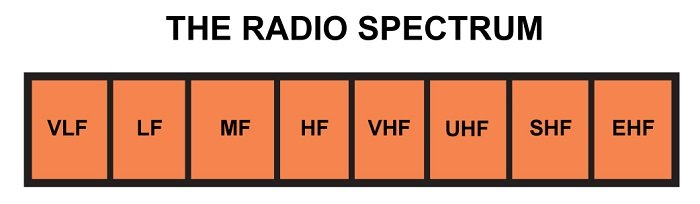 THE RADIO SPECTRUM
VLF LF MF HF VHF UHF SHF EHF